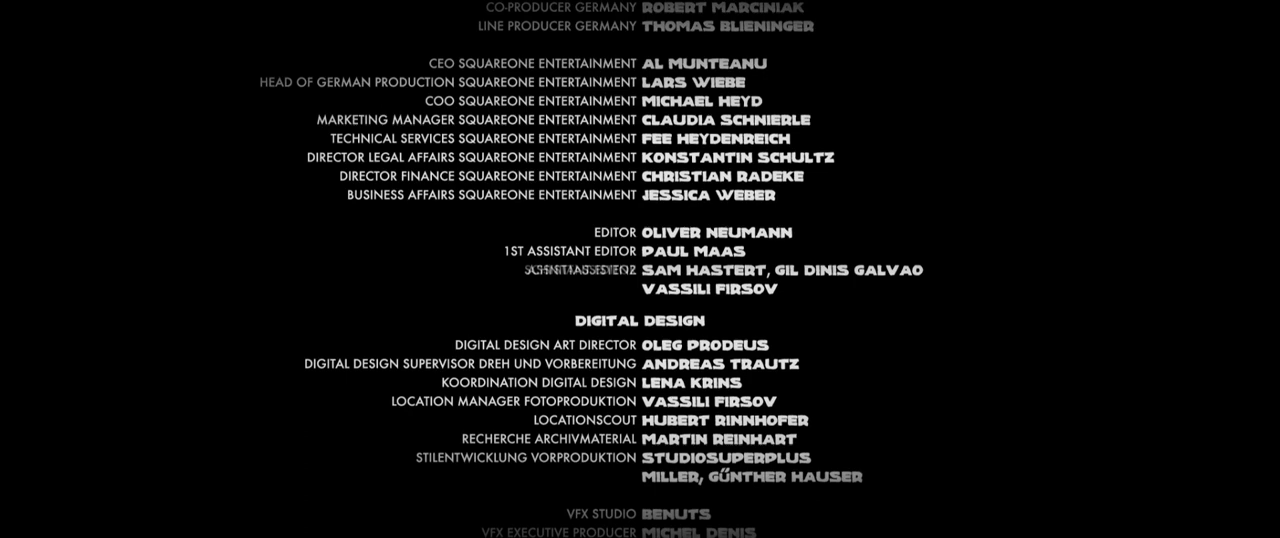 CO-PRODUCER GERMANY ROBERT MARCINIAK
LINE PRODUCER GERMANY THOMAS BLIENINGER
CEO SQUAREONE ENTERTAINMENT AL MUNTEANU
HEAD OF GERMAN PRODUCTION SQUAREONE ENTERTAINMENT LARS WIEBE
COO SQUAREONE ENTERTAINMENT MICHAEL HEYD
MARKETING MANAGER SQUAREONE ENTERTAINMENT CLAUDIA SCHNIERLE
TECHNICAL SERVICES SQUAREONE ENTERTAINMENT FEE HEYDENREICH
DIRECTOR LEGAL AFFAIRS SQUAREONE ENTERTAINMENT KONSTANTIN SCHULTZ
DIRECTOR FINANCE SQUAREONE ENTERTAINMENT CHRISTIAN RADEKE
BUSINESS AFFAIRS SQUAREONE ENTERTAINMENT JESSICA WEBER
EDITOR OLIVER NEUMANN
1ST ASSISTANT EDITOR PAUL MAAS
SAM HASTERT, GIL DINIS GALVAO
VASSILI FIRSOV
DIGITAL DESIGN
DIGITAL DESIGN ART DIRECTOR OLEG PRODEUS
DIGITAL DESIGN SUPERVISOR DREH UND VORBEREITUNG ANDREAS TRAUTZ
KOORDINATION DIGITAL DESIGN LENA KRINS
LOCATION MANAGER FOTOPRODUKTION VASSILI FIRSOV
LOCATIONSCOUT HUBERT RINNHOFER
RECHERCHE ARCHIVMATERIAL MARTIN REINHART
STILENTWICKLUNG VORPRODUKTION STUDIOSUPERPLUS
MILLER, GÜNTHER HAUSER
VFX STUDIO BENUTS
VFX EXECUTIVE PRODUCER MICHEL DENIS